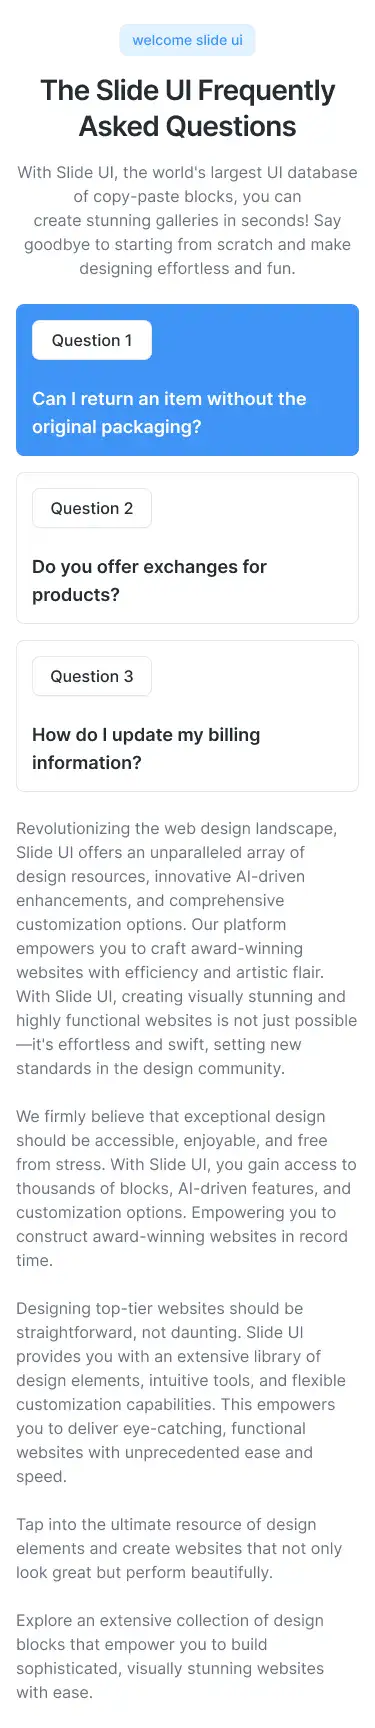 welcome slide ui
The Slide UI Frequently
Asked Questions
With Slide UI, the world's largest UI database
of copy-paste blocks, you can
create stunning galleries in seconds! Say
goodbye to starting from scratch and make
designing effortless and fun.
Question 1
Can I return an item without the
original packaging?
Question 2
Do you offer exchanges for
products?
Question 3
How do I update my billing
information?
Revolutionizing the web design landscape,
Slide UI offers an unparalleled array of
design resources, innovative AI-driven
enhancements, and comprehensive
customization options. Our platform
empowers you to craft award-winning
websites with efficiency and artistic flair.
With Slide UI, creating visually stunning and
highly functional websites is not just possible
—it's effortless and swift, setting new
standards in the design community.
We firmly believe that exceptional design
should be accessible, enjoyable, and free
from stress. With Slide UI, you gain access to
thousands of blocks, AI-driven features, and
customization options. Empowering you to
construct award-winning websites in record
time.
Designing top-tier websites should be
straightforward, not daunting. Slide UI
provides you with an extensive library of
design elements, intuitive tools, and flexible
customization capabilities. This empowers
you to deliver eye-catching, functional
websites with unprecedented ease and
speed.
Tap into the ultimate resource of design
elements and create websites that not only
look great but perform beautifully.
Explore an extensive collection of design
blocks that empower you to build
sophisticated, visually stunning websites
with ease.